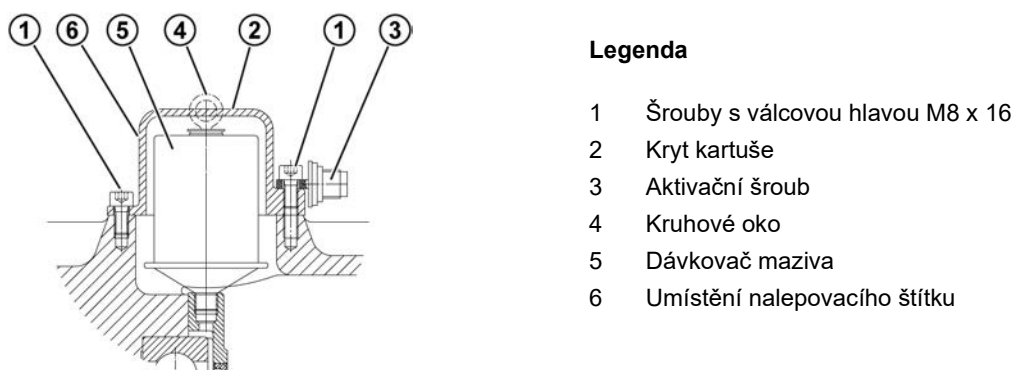 1 6 5 4 2 1 3
Legenda
1 Šrouby s válcovou hlavou M8 x 16
2 Kryt kartuše
3 Aktivační šroub
4 Kruhové oko
5 Dávkovač maziva
6 Umístění nalepovacího štítku